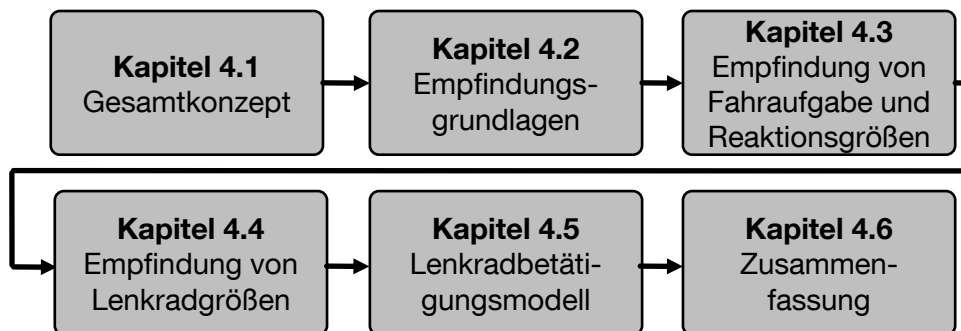 Kapitel 4.1
Gesamtkonzept
Kapitel 4.2
Empfindungs-
grundlagen
Kapitel 4.3
Empfindung von
Fahraufgabe und
Reaktionsgrößen
Kapitel 4.4
Empfindung von
Lenkradgrößen
Kapitel 4.5
Lenkradbetäti-
gungsmodell
Kapitel 4.6
Zusammen-
fassung